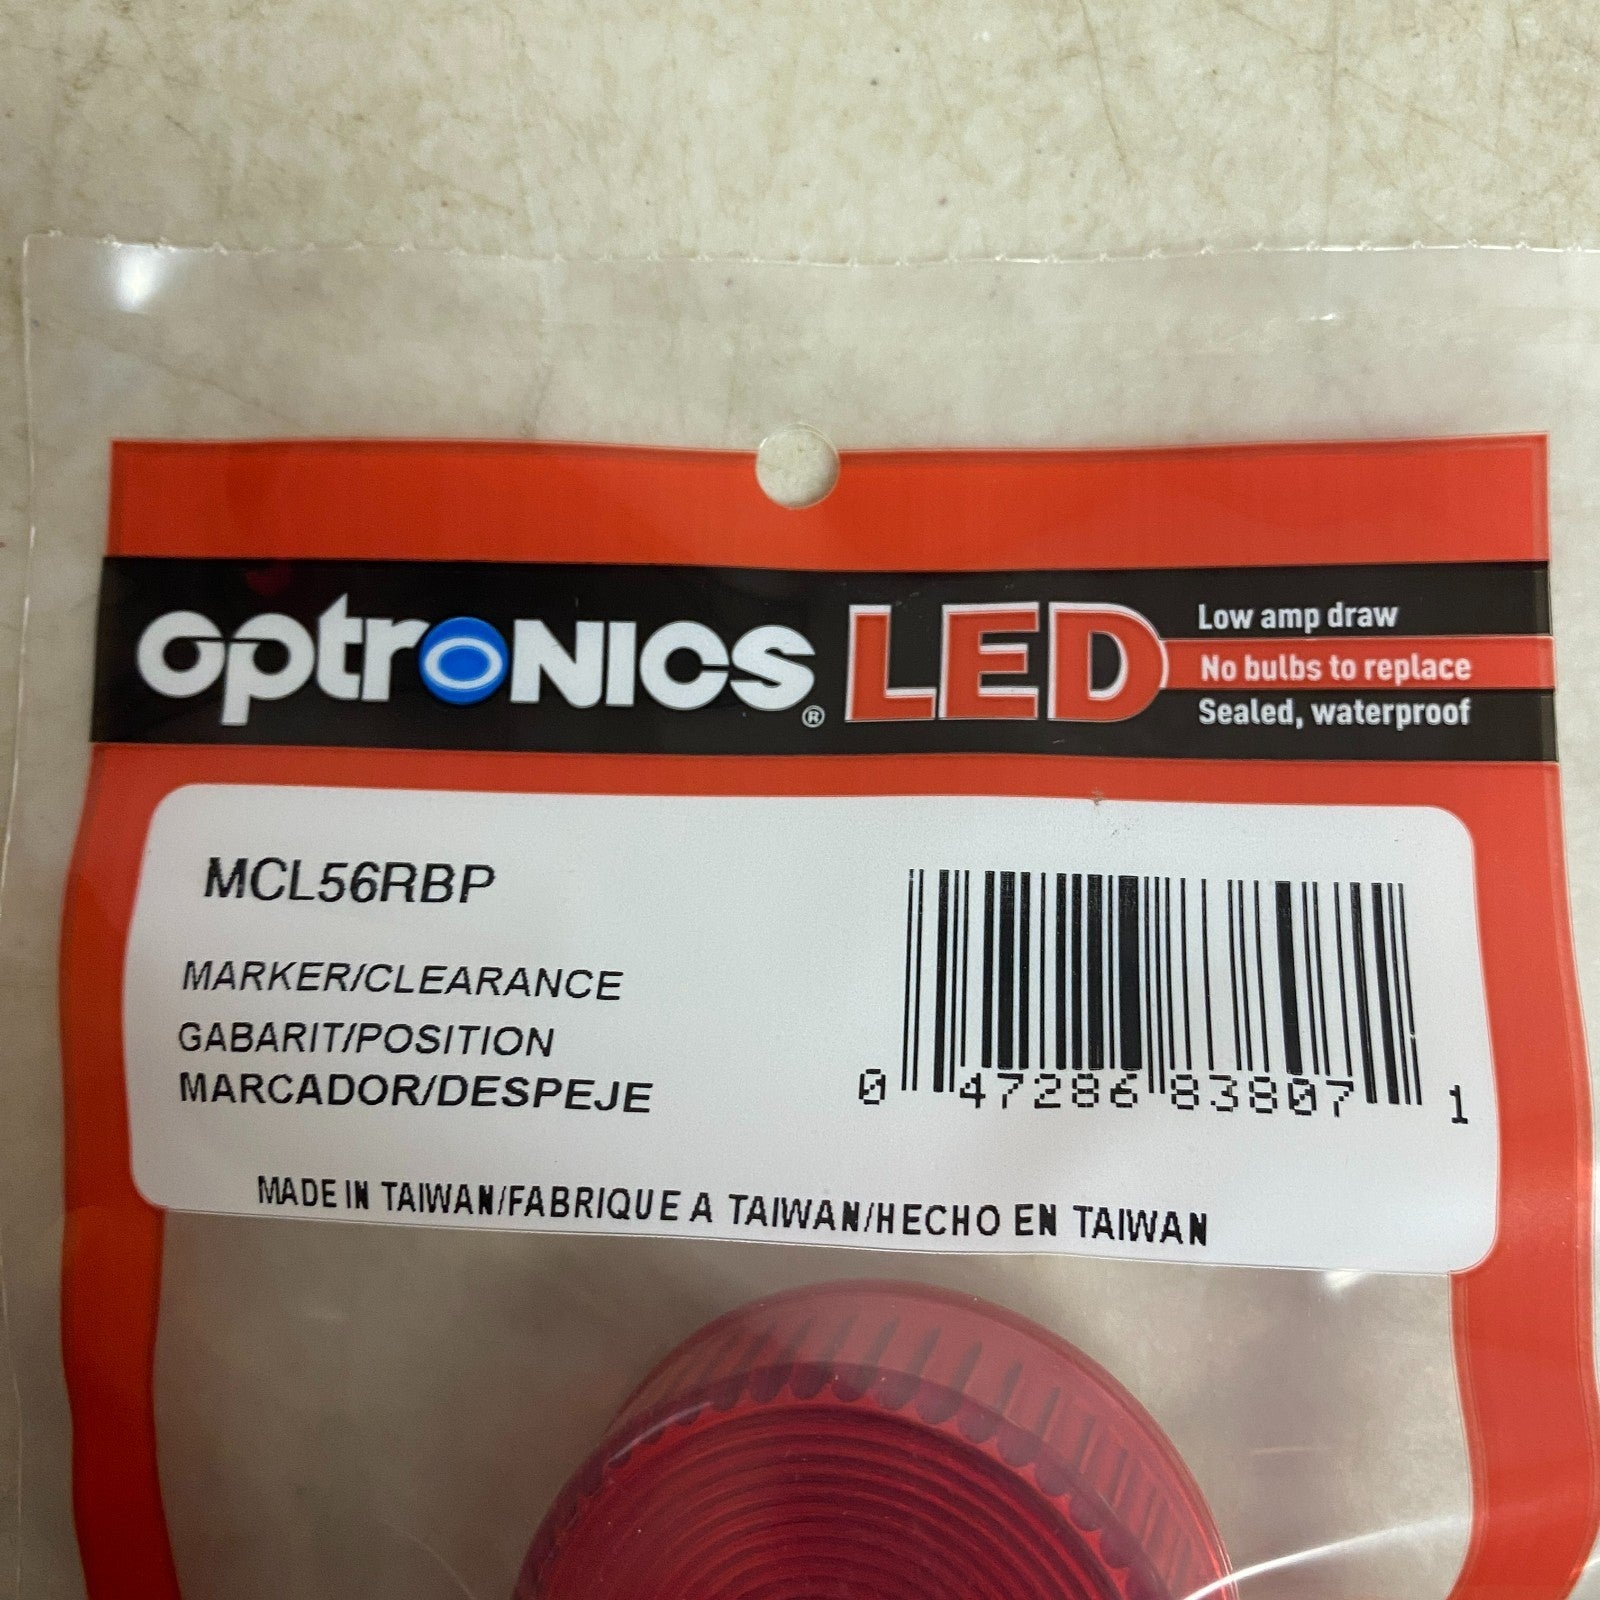 optronics® LED
Low amp draw
No bulbs to replace
Sealed, waterproof
MCL56RBP
MARKER/CLEARANCE
GABARIT/POSITION
MARCADOR/DESPEJE
0 47286 83807 1
MADE IN TAIWAN/FABRIQUE A TAIWAN/HECHO EN TAIWAN